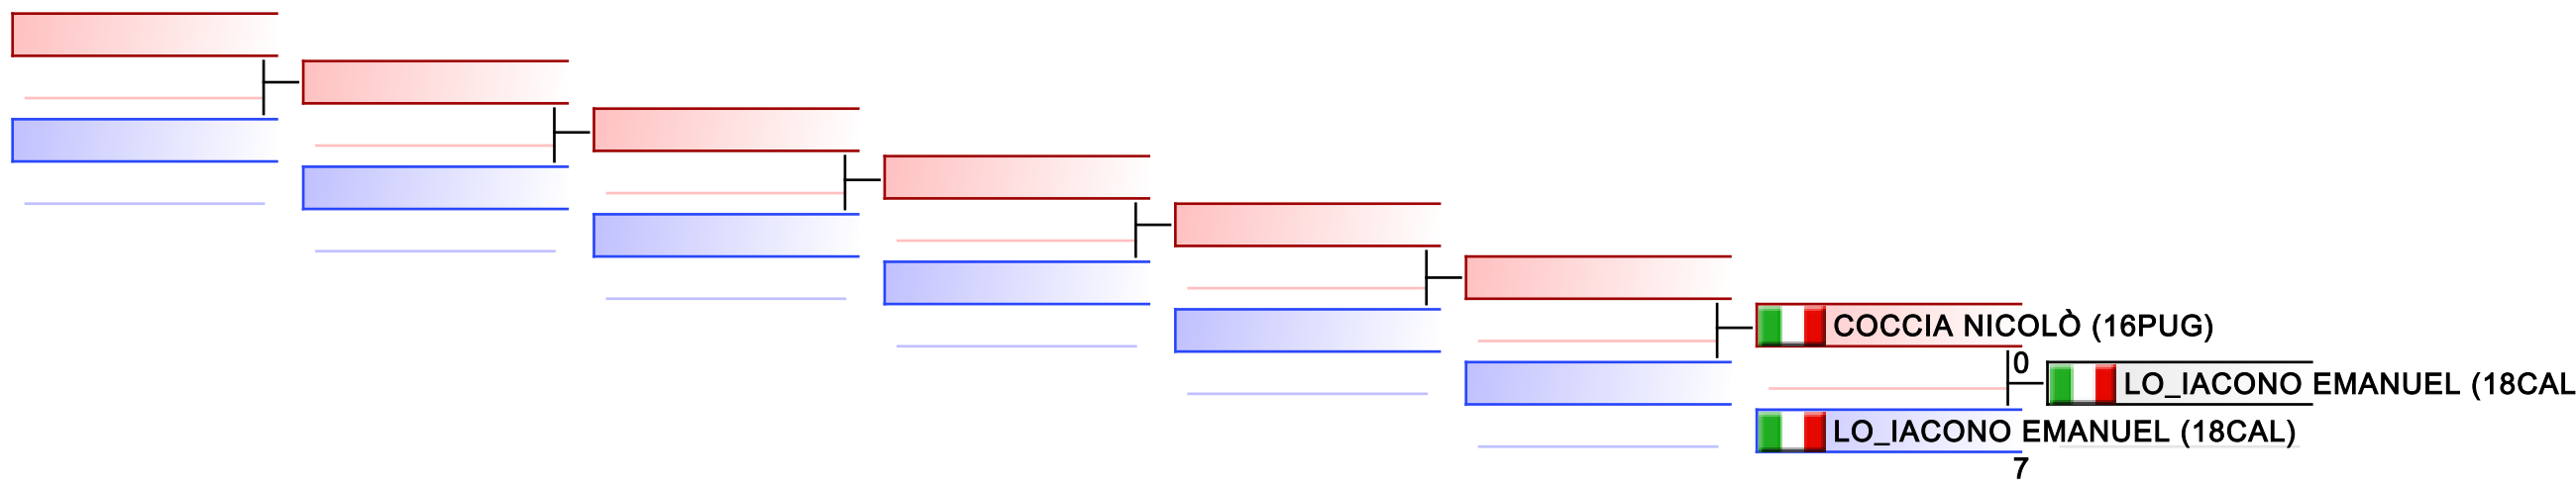 COCCIA NICOLÒ (16PUG)
0
LO_IACONO EMANUEL (18CAL
LO_IACONO EMANUEL (18CAL)
7